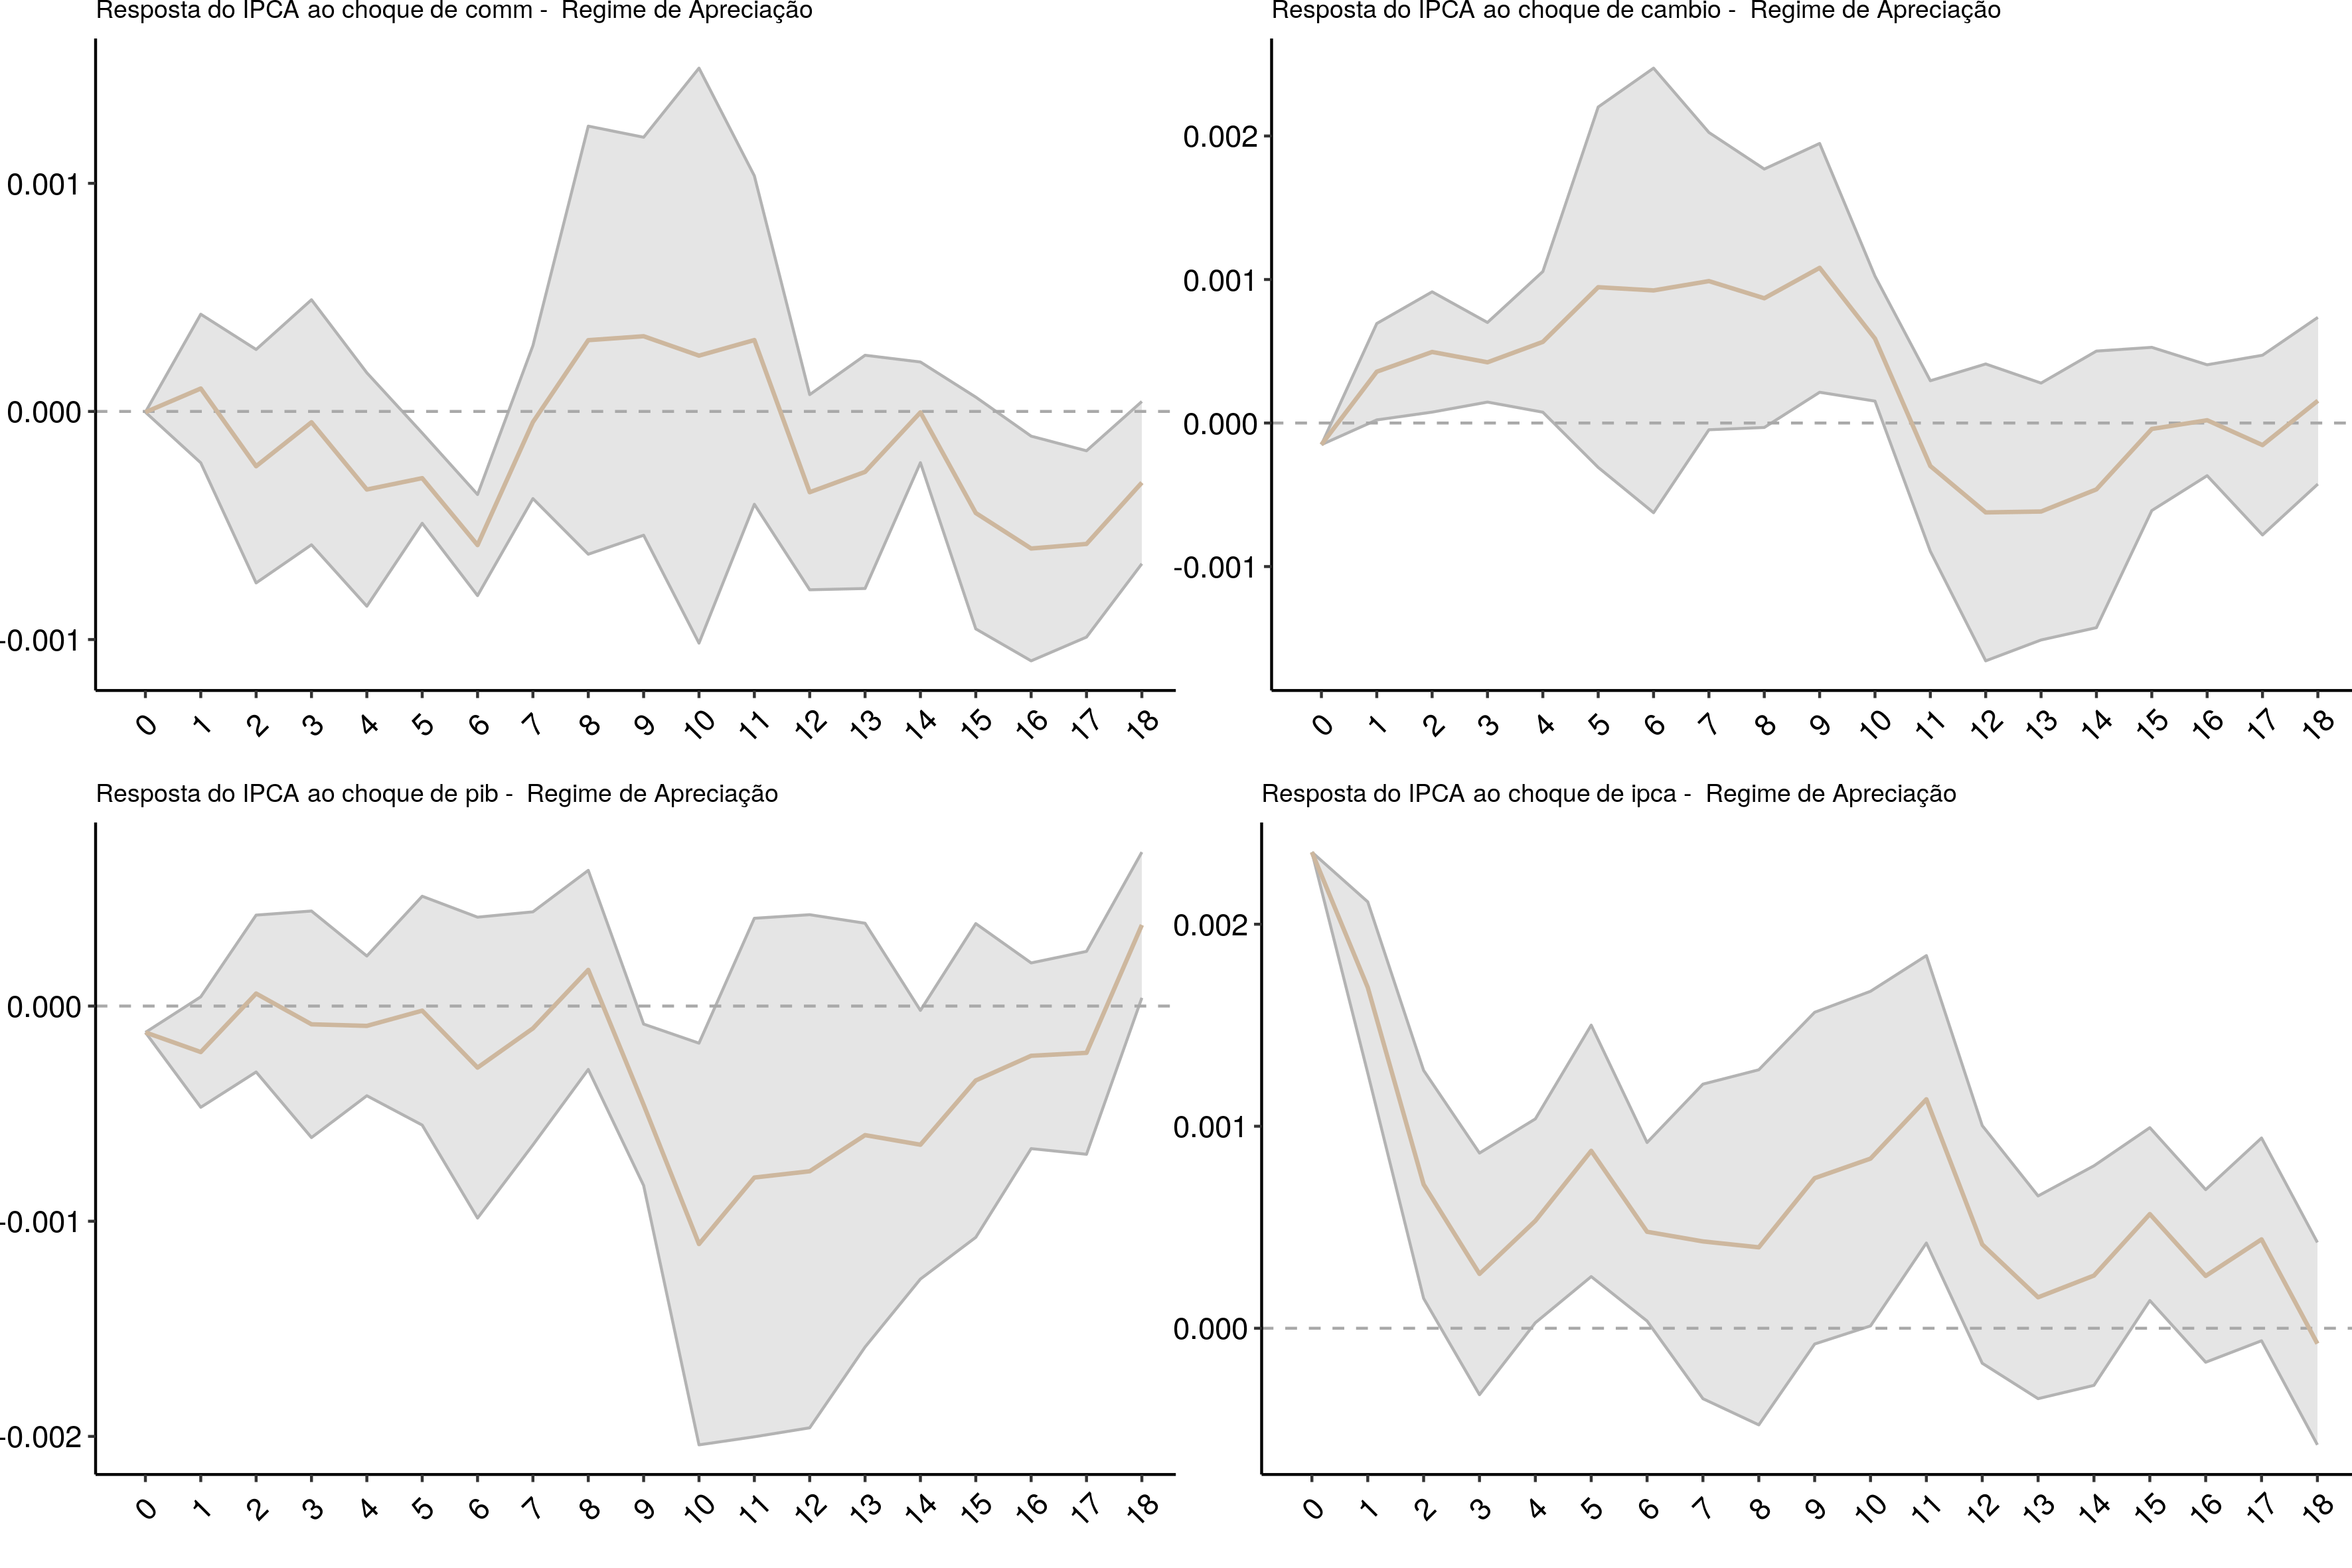 Resposta do IPCA ao choque de comm -  Regime de Apreciação
0.001
0.000
-0.001
0 1 2 3 4 5 6 7 8 9 10 11 12 13 14 15 16 17 18
Resposta do IPCA ao choque de cambio -  Regime de Apreciação
0.002
0.001
0.000
-0.001
0 1 2 3 4 5 6 7 8 9 10 11 12 13 14 15 16 17 18
Resposta do IPCA ao choque de pib -  Regime de Apreciação
0.000
-0.001
-0.002
0 1 2 3 4 5 6 7 8 9 10 11 12 13 14 15 16 17 18
Resposta do IPCA ao choque de ipca -  Regime de Apreciação
0.002
0.001
0.000
0 1 2 3 4 5 6 7 8 9 10 11 12 13 14 15 16 17 18